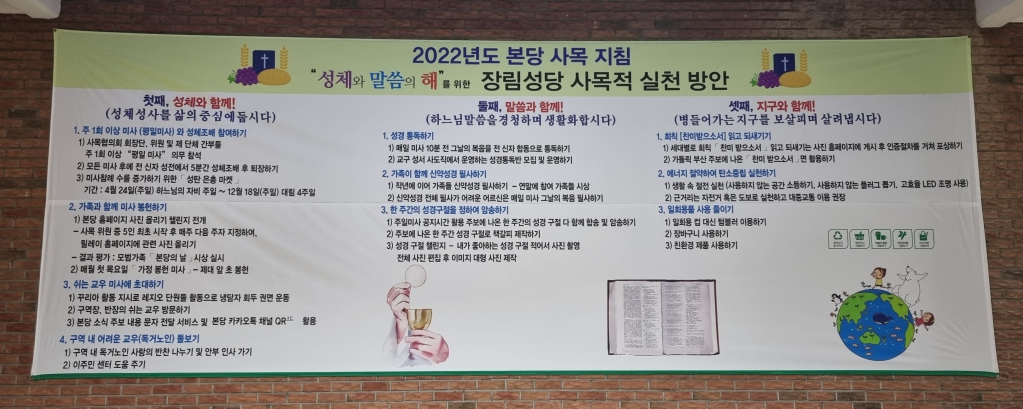 2022년도 본당 사목 지침
"성체와 말씀의 해"를 위한 장림성당 사목적 실천 방안
첫째, 성체와 함께!
(성체성사를 삶의 중심에 둡시다)
1. 주 1회 이상 미사 (평일미사) 와 성체조배 참여하기
1) 사목협의회 회장단, 위원 및 제 단체 간부들
주 1회 이상 "평일 미사" 의무 참석
2) 모든 미사 후에 전 신자 성전에서 5분간 성체조배 후 퇴장하기
3) 미사참례 수를 증가하기 위한 「성탄 은총 마켓」
기간 : 4월 24일(주일) 하느님의 자비 주일 ~ 12월 18일(주일) 대림 4주일
2. 가족과 함께 미사 봉헌하기
1) 본당 홈페이지 사진 올리기 챌린지 전개
- 사목 위원 중 5인 최초 시작 후 매주 다음 주자 지정하여,
릴레이 홈페이지에 관련 사진 올리기
- 결과 평가 : 모범가족 「본당의 날」시상 실시
2) 매월 첫 목요일 「가정 봉헌 미사」- 제대 앞 초 봉헌
3. 쉬는 교우 미사에 초대하기
1) 꾸리아 활동 지시로 레지오 단원들 활동으로 냉담자 회두 권면 운동
2) 구역장, 반장의 쉬는 교우 방문하기
3) 본당 소식 주보 내용 문자 전달 서비스 및 본당 카카오톡 채널 QR코드 활용
4. 구역 내 어려운 교우(독거노인) 돌보기
1) 구역 내 독거노인 사랑의 반찬 나누기 및 안부 인사 가기
2) 이주민 센터 도울 주기
둘째, 말씀과 함께!
(하느님말씀을경청하며 생활화합시다)
1. 성경 통독하기
1) 매일 미사 10분 전 그날의 복음을 전 신자 합동으로 통독하기
2) 교구 성서 사도직에서 운영하는 성경통독반 모집 및 운영하기
2. 가족이 함께 신약성경 필사하기
1) 작년에 이어 가족들 신약성경 필사하기 - 연말에 참여 가족들 시상
2) 신약성경 전체 필사가 어려운 어르신은 매일 미사 그날의 복음 필사하기
3. 한 주간의 성경구절을 정하여 암송하기
1) 주일미사 공지시간 활용 주보에 나온 한 주간의 성경 구절 다 함께 합송 및 암송하기
2) 주보에 나온 한 주간 성경 구절로 책갈피 제작하기
3) 성경 구절 챌린지 - 내가 좋아하는 성경 구절 적어서 사진 촬영
전체 사진 편집 후 이미지 대형 사진 제작
셋째, 지구와 함께!
(병들어가는 지구를 보살피며 살려냅시다)
1. 회칙 [찬미받으소서] 읽고 되새기기
1) 세대별로 회칙 「찬미 받으소서」 읽고 되새기는 사진 홈페이지에 게시 후 인증절차를 거쳐 포상하기
2) 가톨릭 부산 주보에 나온 「찬미 받으소서」면 활용하기
2. 에너지 절약하여 탄소중립 실천하기
1) 생활 속 절전 실천 (사용하지 않는 공간 소등하기, 사용하지 않는 플러그 뽑기, 고효율 LED 조명 사용)
2) 근거리는 자전거 혹은 도보로 실천하고 대중교통 이용 권장
3. 일회용품 사용 줄이기
1) 일회용 컵 대신 텀블러 이용하기
2) 장바구니 사용하기
3) 친환경 제품 사용하기